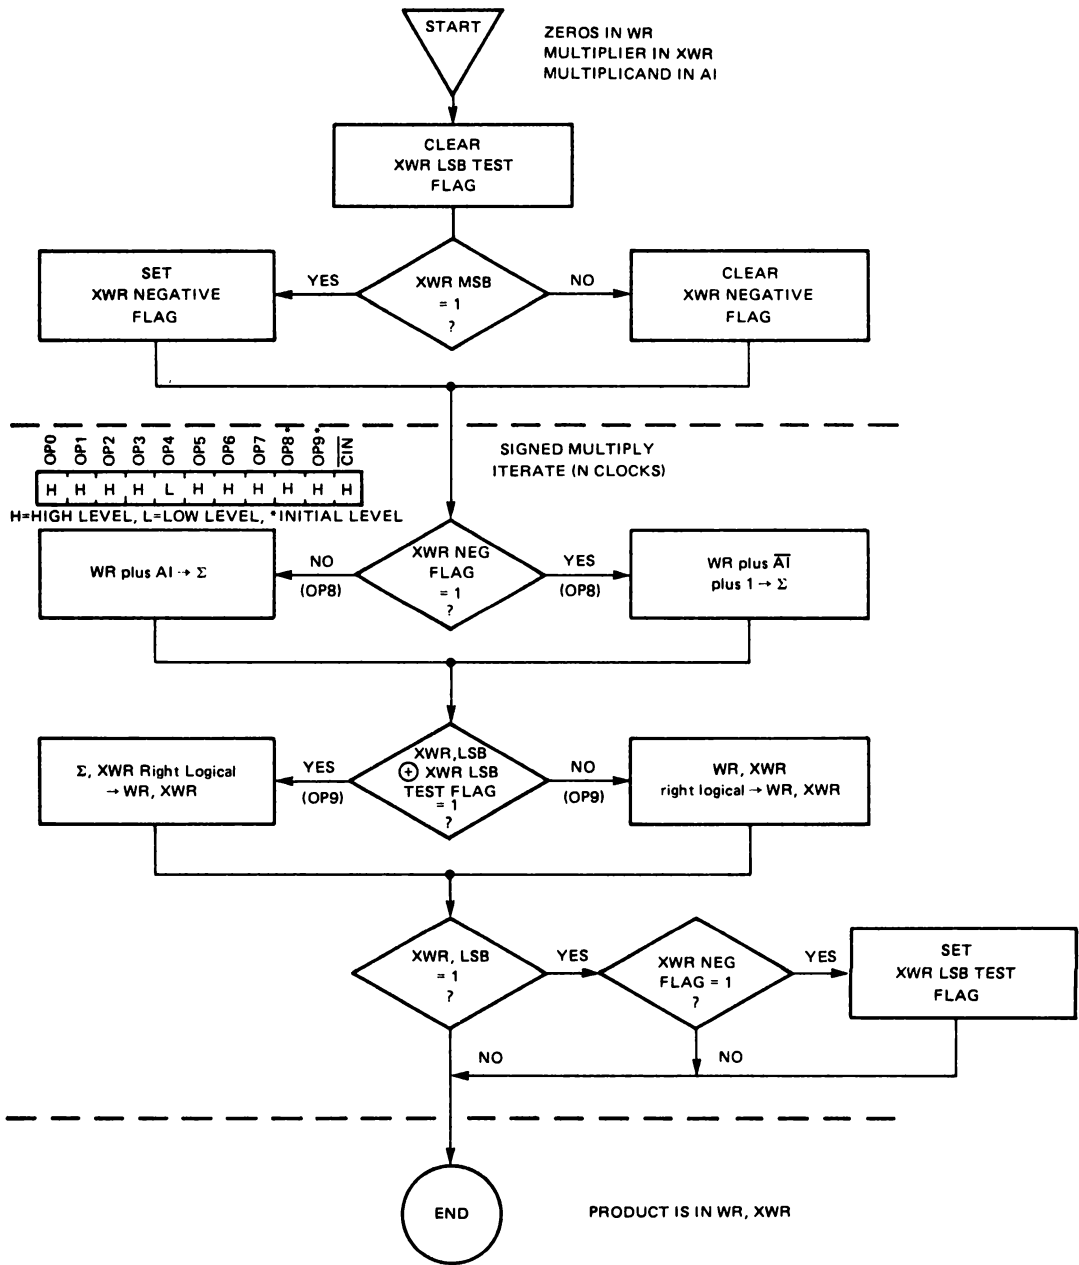 START
ZEROS IN WR
MULTIPLIER IN XWR
MULTIPLICAND IN AI
CLEAR
XWR LSB TEST
FLAG
SET
XWR NEGATIVE
FLAG
YES
XWR MSB
= 1
?
NO
CLEAR
XWR NEGATIVE
FLAG
OP0 OP1 OP2 OP3 OP4 OP5 OP6 OP7 OP8* OP9* C̅I̅N̅
H H H H L H H H H H H
H=HIGH LEVEL, L=LOW LEVEL, *INITIAL LEVEL
SIGNED MULTIPLY
ITERATE (N CLOCKS)
WR plus AI → Σ
NO
(OP8)
XWR NEG
FLAG
= 1
?
YES
(OP8)
WR plus A̅I̅
plus 1 → Σ
Σ, XWR Right Logical
→ WR, XWR
YES
(OP9)
XWR,LSB
⊕ XWR LSB
TEST FLAG
= 1
?
NO
(OP9)
WR, XWR
right logical → WR, XWR
XWR, LSB
= 1
?
YES
XWR NEG
FLAG = 1
?
YES
SET
XWR LSB TEST
FLAG
NO
NO
END
PRODUCT IS IN WR, XWR